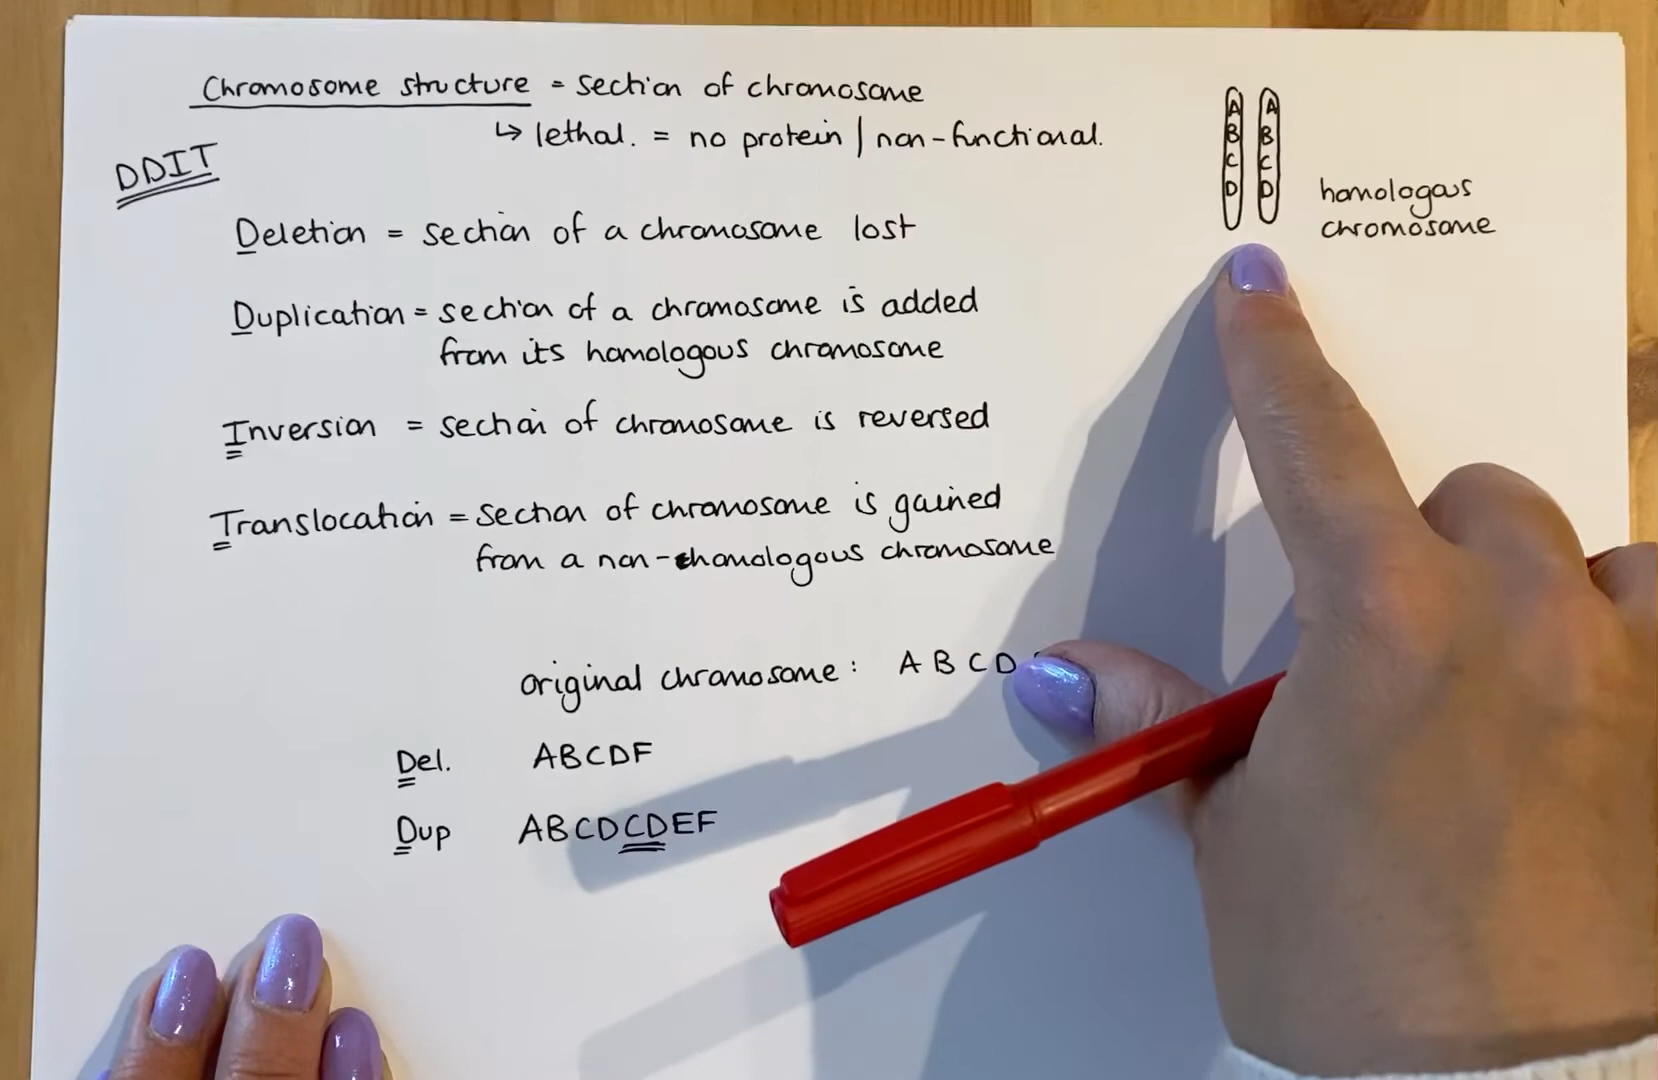 Chromosome structure = section of chromosome
↳ lethal. = no protein / non-functional.
DDIT
Deletion = section of a chromosome lost
Duplication = section of a chromosome is added
from its homologous chromosome
Inversion = section of chromosome is reversed
Translocation = section of chromosome is gained
from a non-homologous chromosome
original chromosome: A B C D
Del. ABCDF
Dup ABCDCDEF
A A
B B
C C
D D
homologous
chromosome